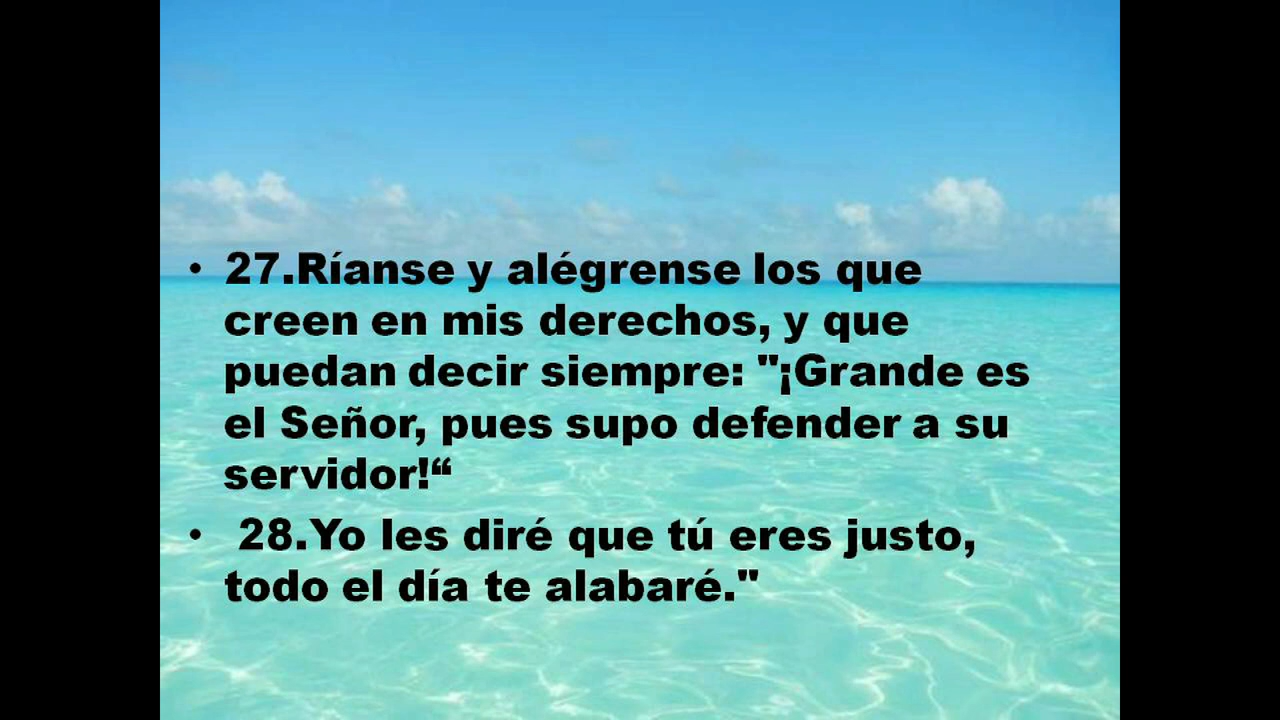 • 27.Ríanse y alégrense los que
creen en mis derechos, y que
puedan decir siempre: "¡Grande es
el Señor, pues supo defender a su
servidor!“
• 28.Yo les diré que tú eres justo,
todo el día te alabaré."